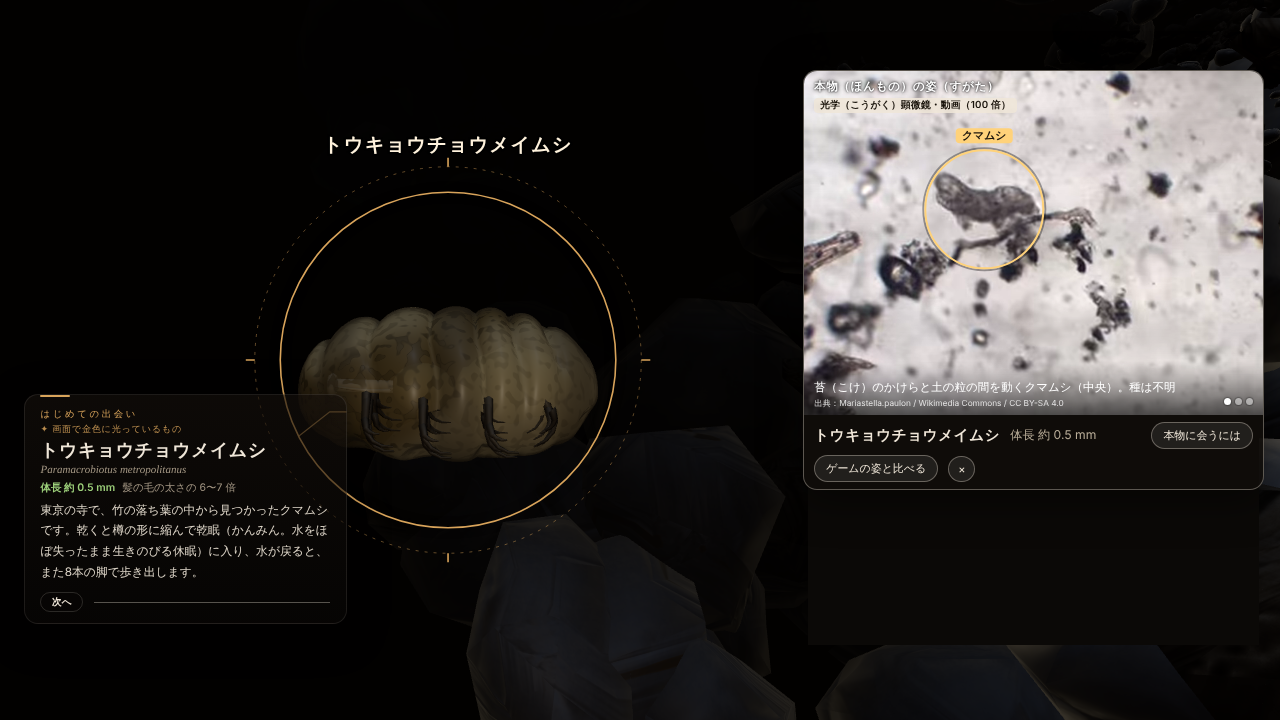 トウキョウチョウメイムシ
はじめての出会い
✦ 画面で金色に光っているもの
トウキョウチョウメイムシ
Paramacrobiotus metropolitanus
体長 約 0.5 mm 髪の毛の太さの 6〜7 倍
東京の寺で、竹の落ち葉の中から見つかったクマムシ
です。乾くと樽の形に縮んで乾眠（かんみん。水をほ
ぼ失ったまま生きのびる休眠）に入り、水が戻ると、
また8本の脚で歩き出します。
次へ
本物（ほんもの）の姿（すがた）
光学（こうがく）顕微鏡・動画（100 倍）
クマムシ
苔（こけ）のかけらと土の粒の間を動くクマムシ（中央）。種は不明
出典：Mariastella.paulon / Wikimedia Commons / CC BY-SA 4.0
トウキョウチョウメイムシ 体長 約 0.5 mm 本物に会うには
ゲームの姿と比べる ×